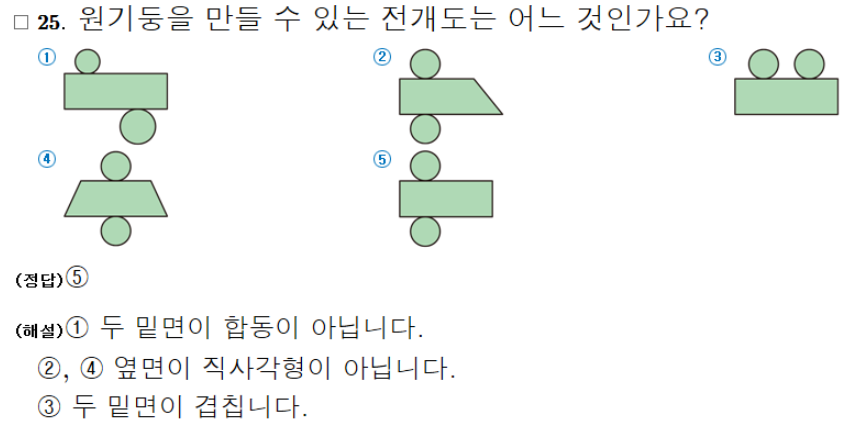 □ 25. 원기둥을 만들 수 있는 전개도는 어느 것인가요?
① ② ③
④ ⑤
(정답)⑤
(해설)① 두 밑면이 합동이 아닙니다.
②, ④ 옆면이 직사각형이 아닙니다.
③ 두 밑면이 겹칩니다.